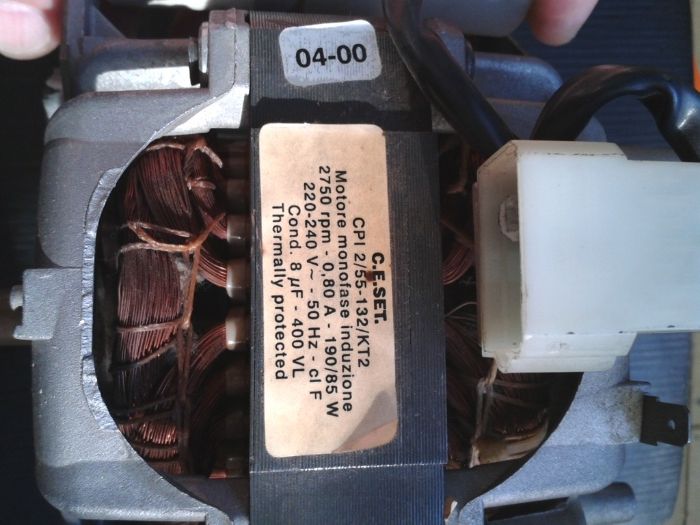 04-00
C.E.SET.
CPI 2/55-132/KT2
Motore monofase induzione
2750 rpm - 0,80 A - 190/85 W
220-240 V~ - 50 Hz - cl F
Cond. 8 µF - 400 VL
Thermally protected